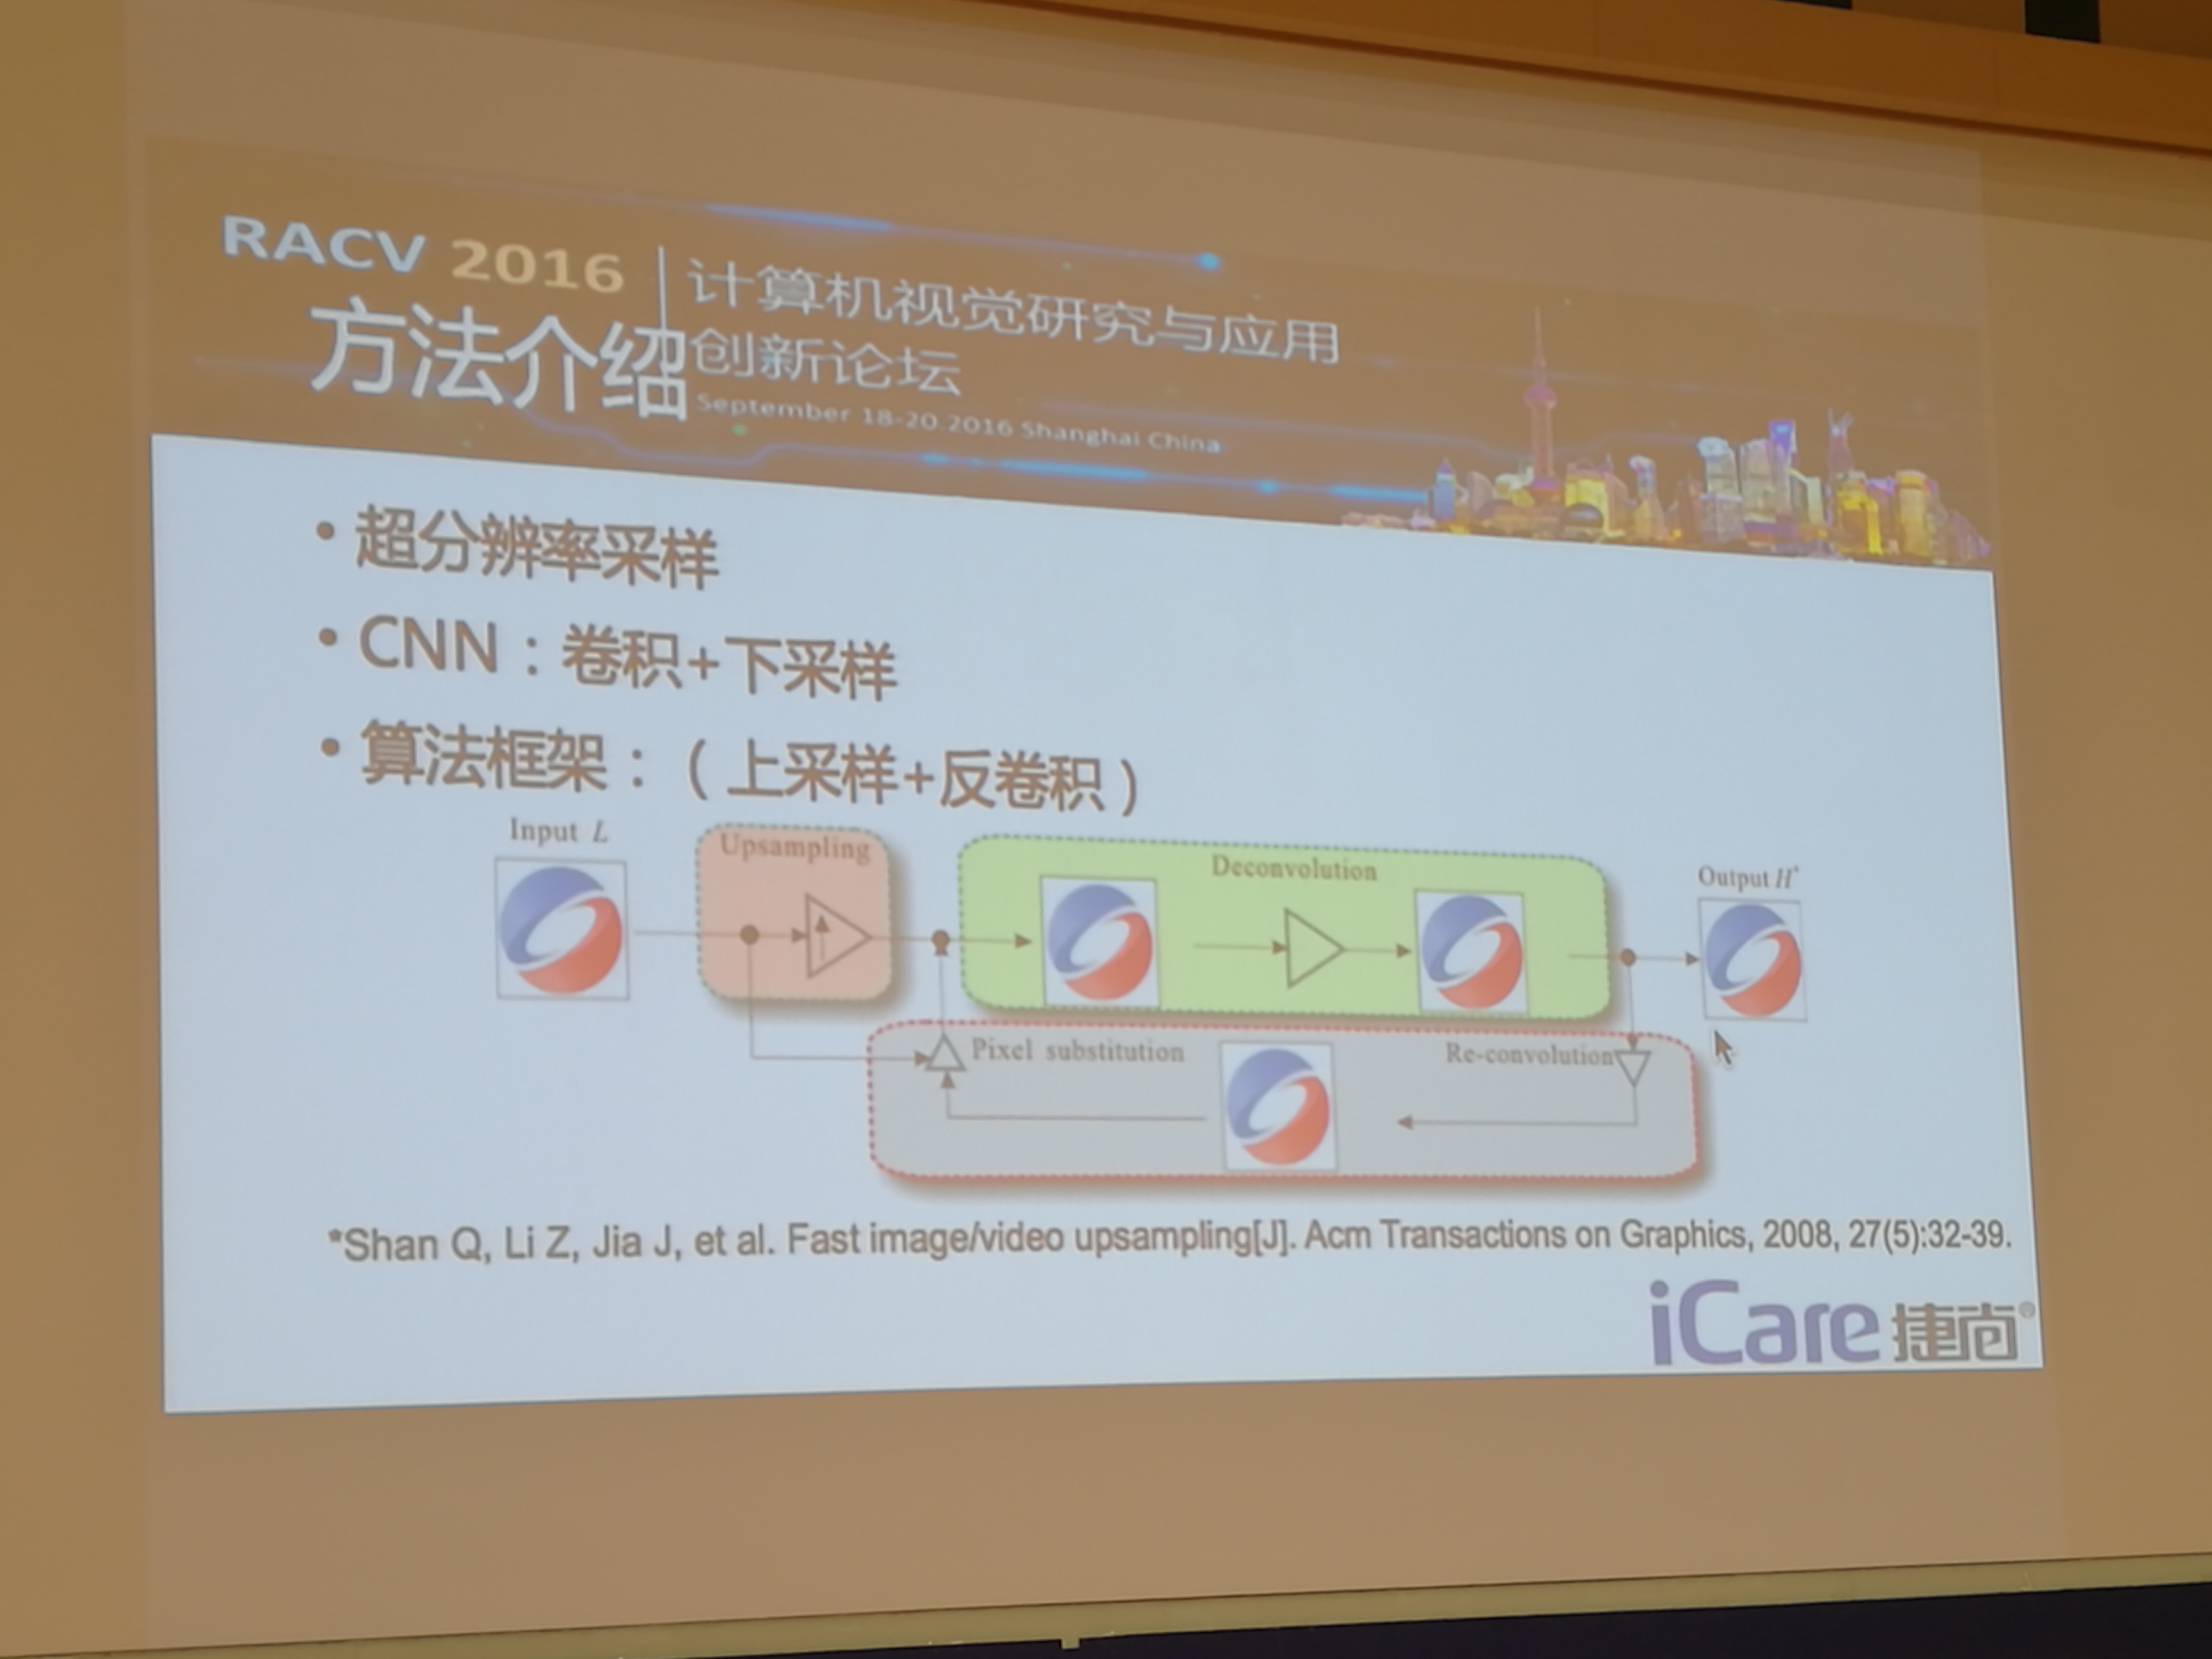 RACV 2016
计算机视觉研究与应用
创新论坛
方法介绍
September 18-20.2016 Shanghai China
• 超分辨率采样
• CNN：卷积+下采样
• 算法框架：（上采样+反卷积）
Input L
Upsampling
Deconvolution
Output H*
Pixel substitution
Re-convolution
*Shan Q, Li Z, Jia J, et al. Fast image/video upsampling[J]. Acm Transactions on Graphics, 2008, 27(5):32-39.
iCare 捷尚®